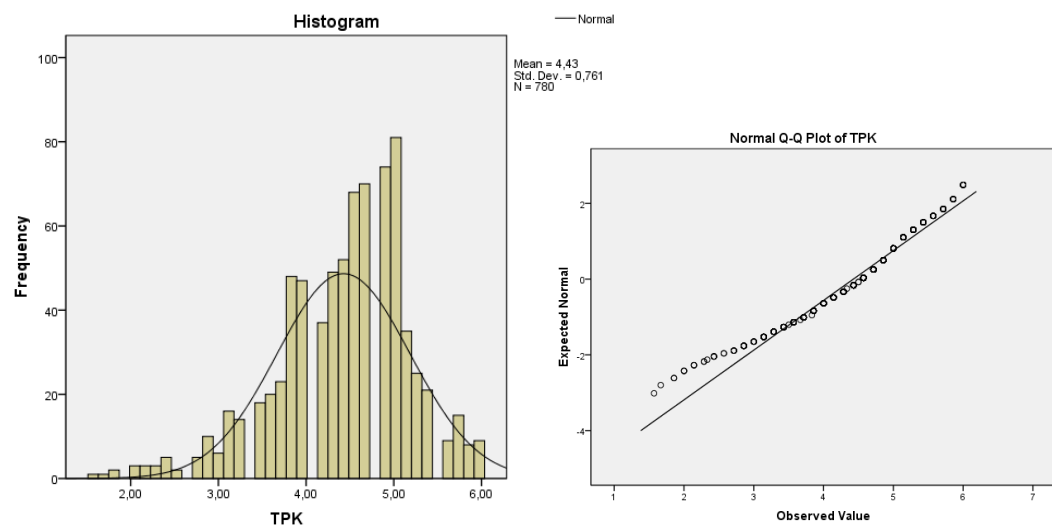 Histogram
Normal
Mean = 4,43
Std. Dev. = 0,761
N = 780
100
80
60
40
20
0
Frequency
2,00 3,00 4,00 5,00 6,00
TPK
Normal Q-Q Plot of TPK
2
0
-2
-4
Expected Normal
1 2 3 4 5 6 7
Observed Value